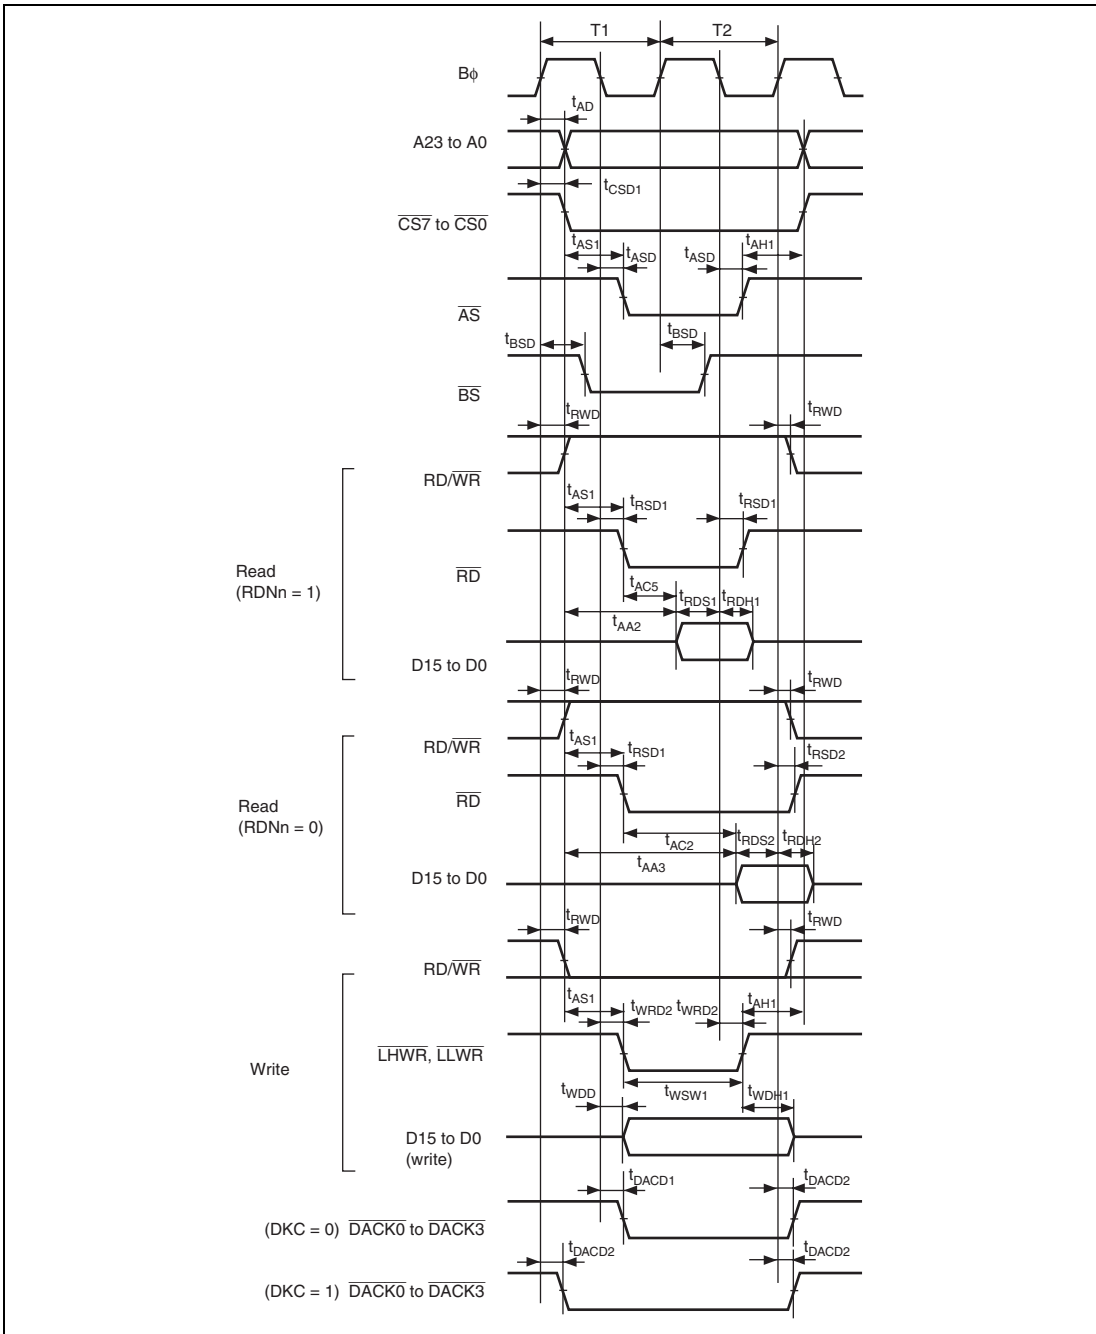 T1 T2
Bϕ
tAD
A23 to A0
tCSD1
CS7 to CS0
tAS1 tASD tASD tAH1
AS
tBSD tBSD
BS
tRWD tRWD
RD/WR
tAS1 tRSD1 tRSD1
Read
(RDNn = 1)
RD
tAC5
tRDS1 tRDH1
tAA2
D15 to D0
tRWD tRWD
RD/WR
tAS1 tRSD1 tRSD2
Read
(RDNn = 0)
RD
tAC2 tRDS2 tRDH2
tAA3
D15 to D0
tRWD tRWD
RD/WR
tAS1 tWRD2 tWRD2 tAH1
Write
LHWR, LLWR
tWDD tWSW1 tWDH1
D15 to D0
(write)
tDACD1 tDACD2
(DKC = 0) DACK0 to DACK3
tDACD2 tDACD2
(DKC = 1) DACK0 to DACK3